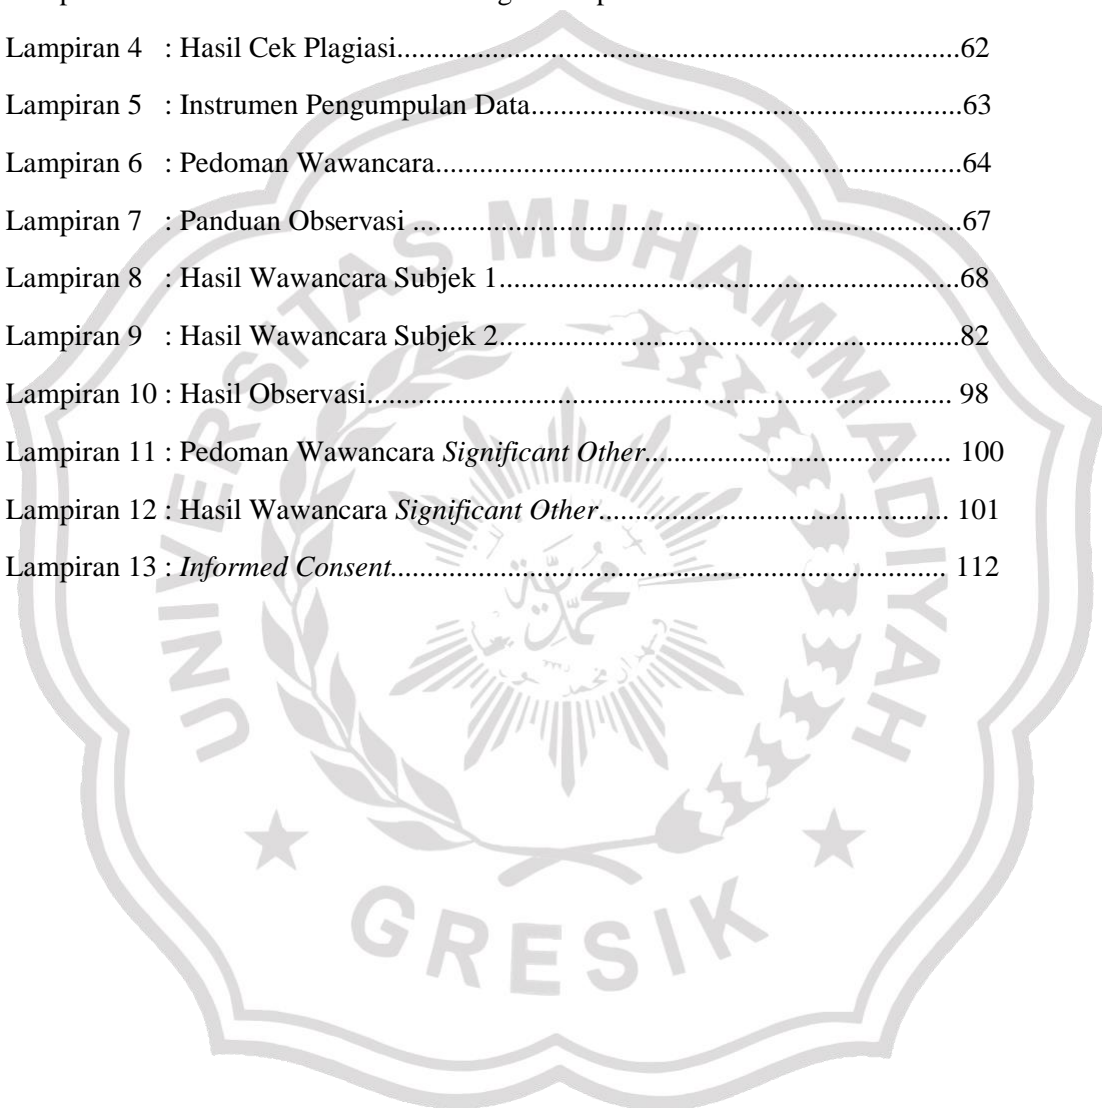 Lampiran 4 : Hasil Cek Plagiasi.............................................................................62
Lampiran 5 : Instrumen Pengumpulan Data...........................................................63
Lampiran 6 : Pedoman Wawancara........................................................................64
Lampiran 7 : Panduan Observasi ...........................................................................67
Lampiran 8 : Hasil Wawancara Subjek 1...............................................................68
Lampiran 9 : Hasil Wawancara Subjek 2...............................................................82
Lampiran 10 : Hasil Observasi................................................................................ 98
Lampiran 11 : Pedoman Wawancara Significant Other.......................................... 100
Lampiran 12 : Hasil Wawancara Significant Other................................................ 101
Lampiran 13 : Informed Consent............................................................................ 112
UNIVERSITAS MUHAMMADIYAH
GRESIK